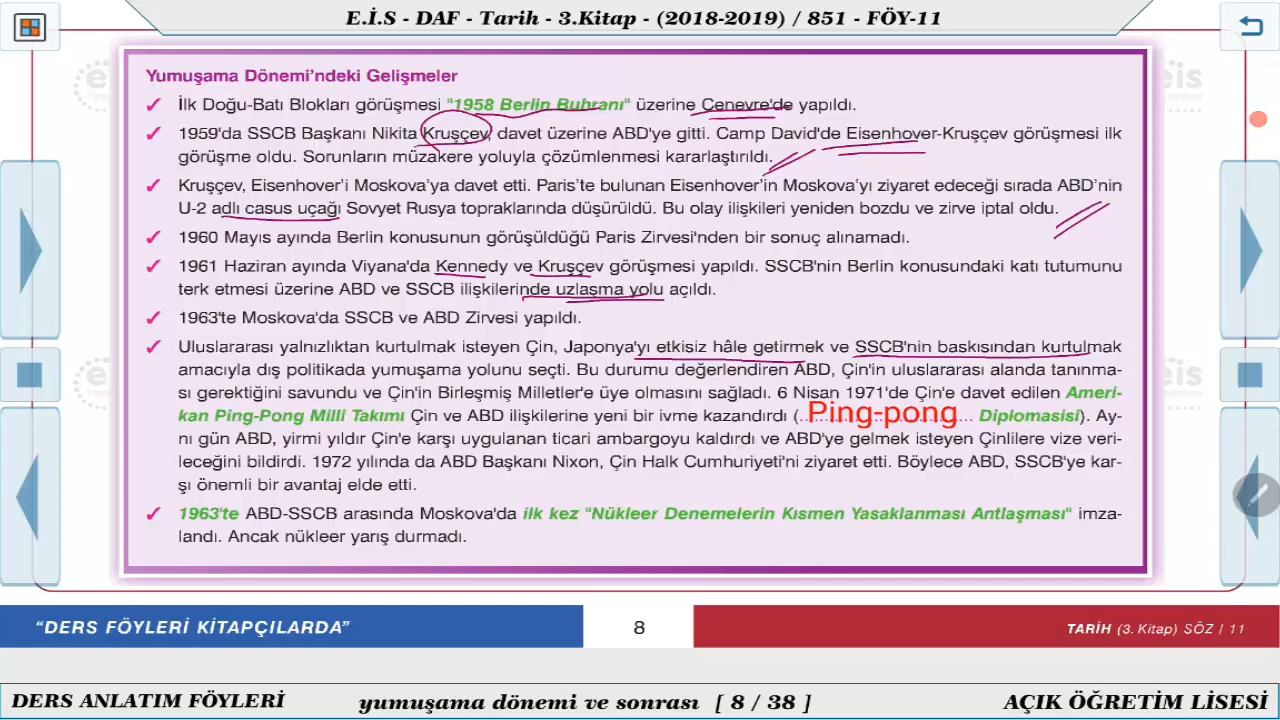 E.İ.S - DAF - Tarih - 3.Kitap - (2018-2019) / 851 - FÖY-11
Yumuşama Dönemi'ndeki Gelişmeler
✓ İlk Doğu-Batı Blokları görüşmesi "1958 Berlin Buhranı" üzerine Cenevre'de yapıldı.
✓ 1959'da SSCB Başkanı Nikita Kruşçev, davet üzerine ABD'ye gitti. Camp David'de Eisenhover-Kruşçev görüşmesi ilk
görüşme oldu. Sorunların müzakere yoluyla çözümlenmesi kararlaştırıldı.
✓ Kruşçev, Eisenhover'i Moskova'ya davet etti. Paris'te bulunan Eisenhover'in Moskova'yı ziyaret edeceği sırada ABD'nin
U-2 adlı casus uçağı Sovyet Rusya topraklarında düşürüldü. Bu olay ilişkileri yeniden bozdu ve zirve iptal oldu.
✓ 1960 Mayıs ayında Berlin konusunun görüşüldüğü Paris Zirvesi'nden bir sonuç alınamadı.
✓ 1961 Haziran ayında Viyana'da Kennedy ve Kruşçev görüşmesi yapıldı. SSCB'nin Berlin konusundaki katı tutumunu
terk etmesi üzerine ABD ve SSCB ilişkilerinde uzlaşma yolu açıldı.
✓ 1963'te Moskova'da SSCB ve ABD Zirvesi yapıldı.
✓ Uluslararası yalnızlıktan kurtulmak isteyen Çin, Japonya'yı etkisiz hâle getirmek ve SSCB'nin baskısından kurtulmak
amacıyla dış politikada yumuşama yolunu seçti. Bu durumu değerlendiren ABD, Çin'in uluslararası alanda tanınma-
sı gerektiğini savundu ve Çin'in Birleşmiş Milletler'e üye olmasını sağladı. 6 Nisan 1971'de Çin'e davet edilen Ameri-
kan Ping-Pong Milli Takımı Çin ve ABD ilişkilerine yeni bir ivme kazandırdı (... Ping-pong ... Diplomasisi). Ay-
nı gün ABD, yirmi yıldır Çin'e karşı uygulanan ticari ambargoyu kaldırdı ve ABD'ye gelmek isteyen Çinlilere vize veri-
leceğini bildirdi. 1972 yılında da ABD Başkanı Nixon, Çin Halk Cumhuriyeti'ni ziyaret etti. Böylece ABD, SSCB'ye kar-
şı önemli bir avantaj elde etti.
✓ 1963'te ABD-SSCB arasında Moskova'da ilk kez "Nükleer Denemelerin Kısmen Yasaklanması Antlaşması" imza-
landı. Ancak nükleer yarış durmadı.
"DERS FÖYLERİ KİTAPÇILARDA"
8
TARİH (3. Kitap) SÖZ / 11
DERS ANLATIM FÖYLERİ
yumuşama dönemi ve sonrası [ 8 / 38 ]
AÇIK ÖĞRETİM LİSESİ